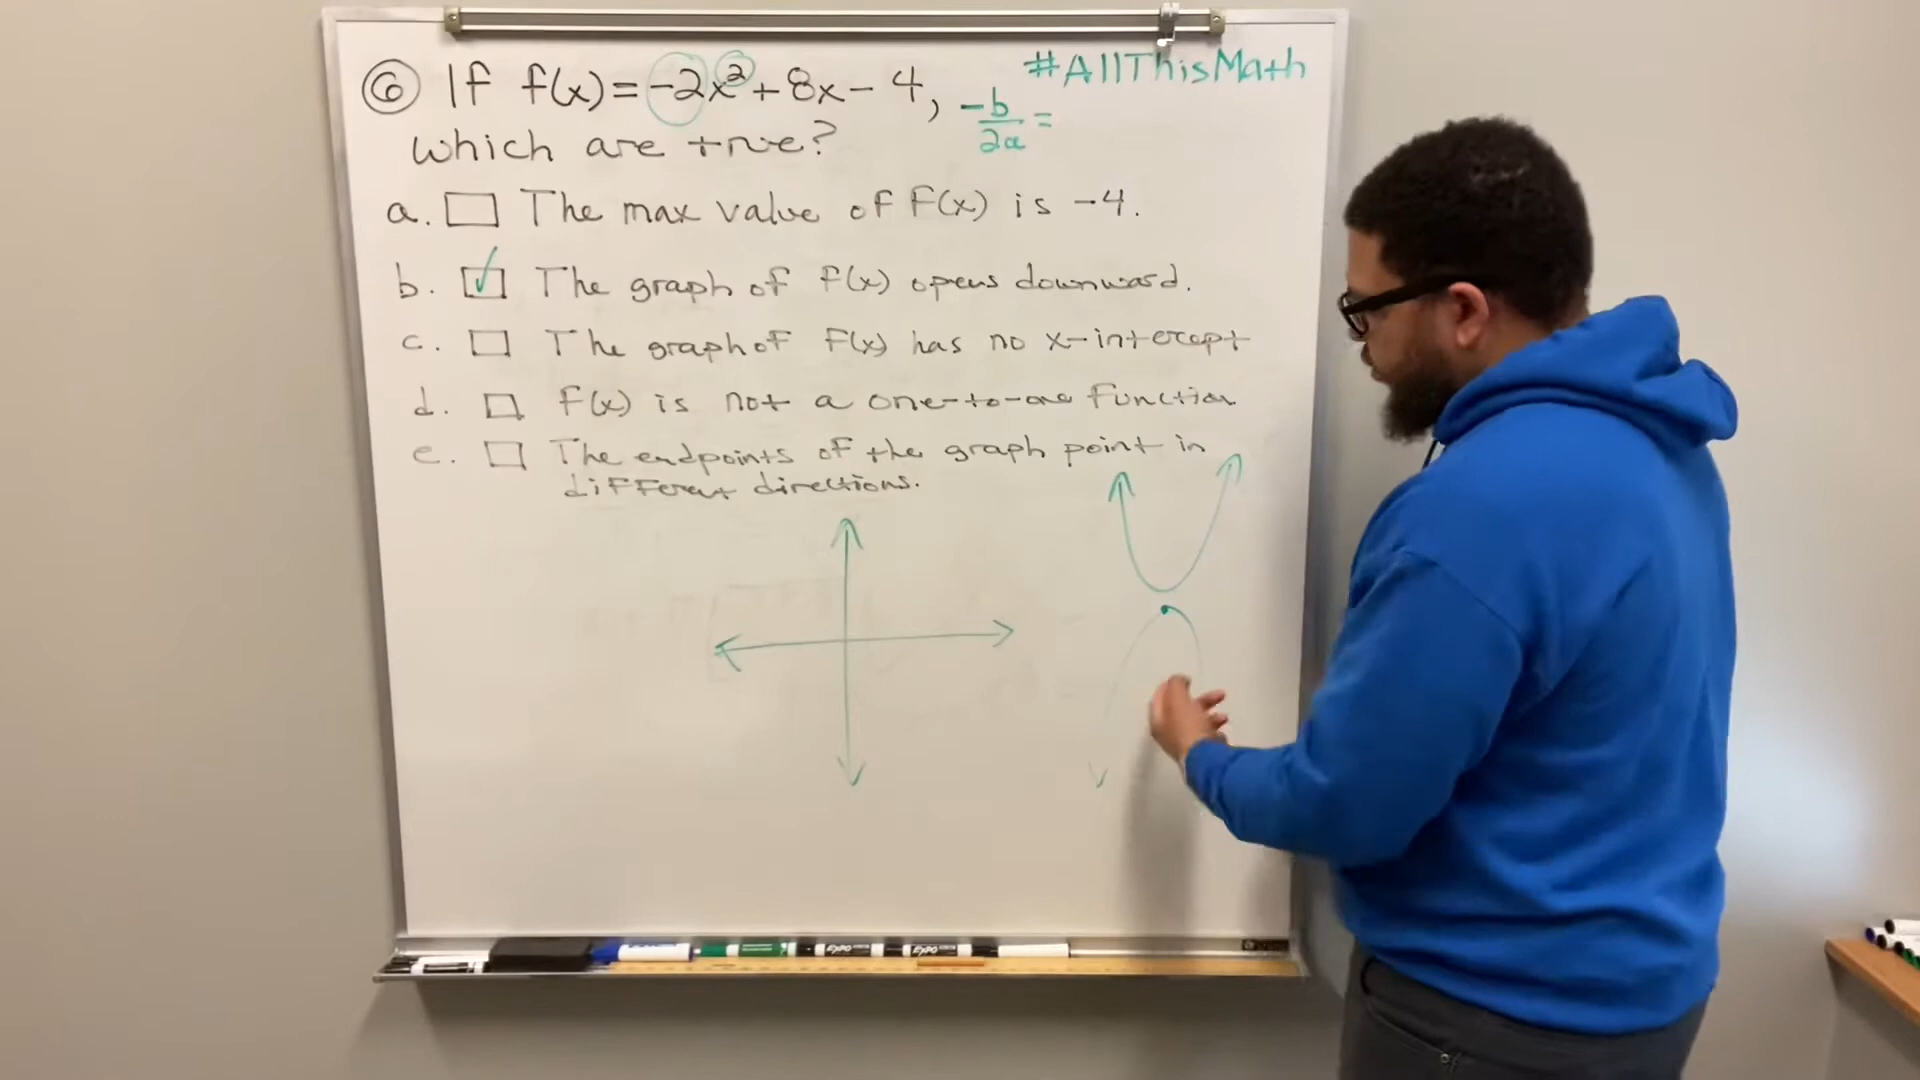 6 If f(x) = -2x² + 8x - 4,
which are true?
#AllThisMath
-b/2a =
a. The max value of f(x) is -4.
b. ✓ The graph of f(x) opens downward.
c. The graph of f(x) has no x-intercept
d. f(x) is not a one-to-one function
e. The endpoints of the graph point in
different directions.
EXPO EXPO